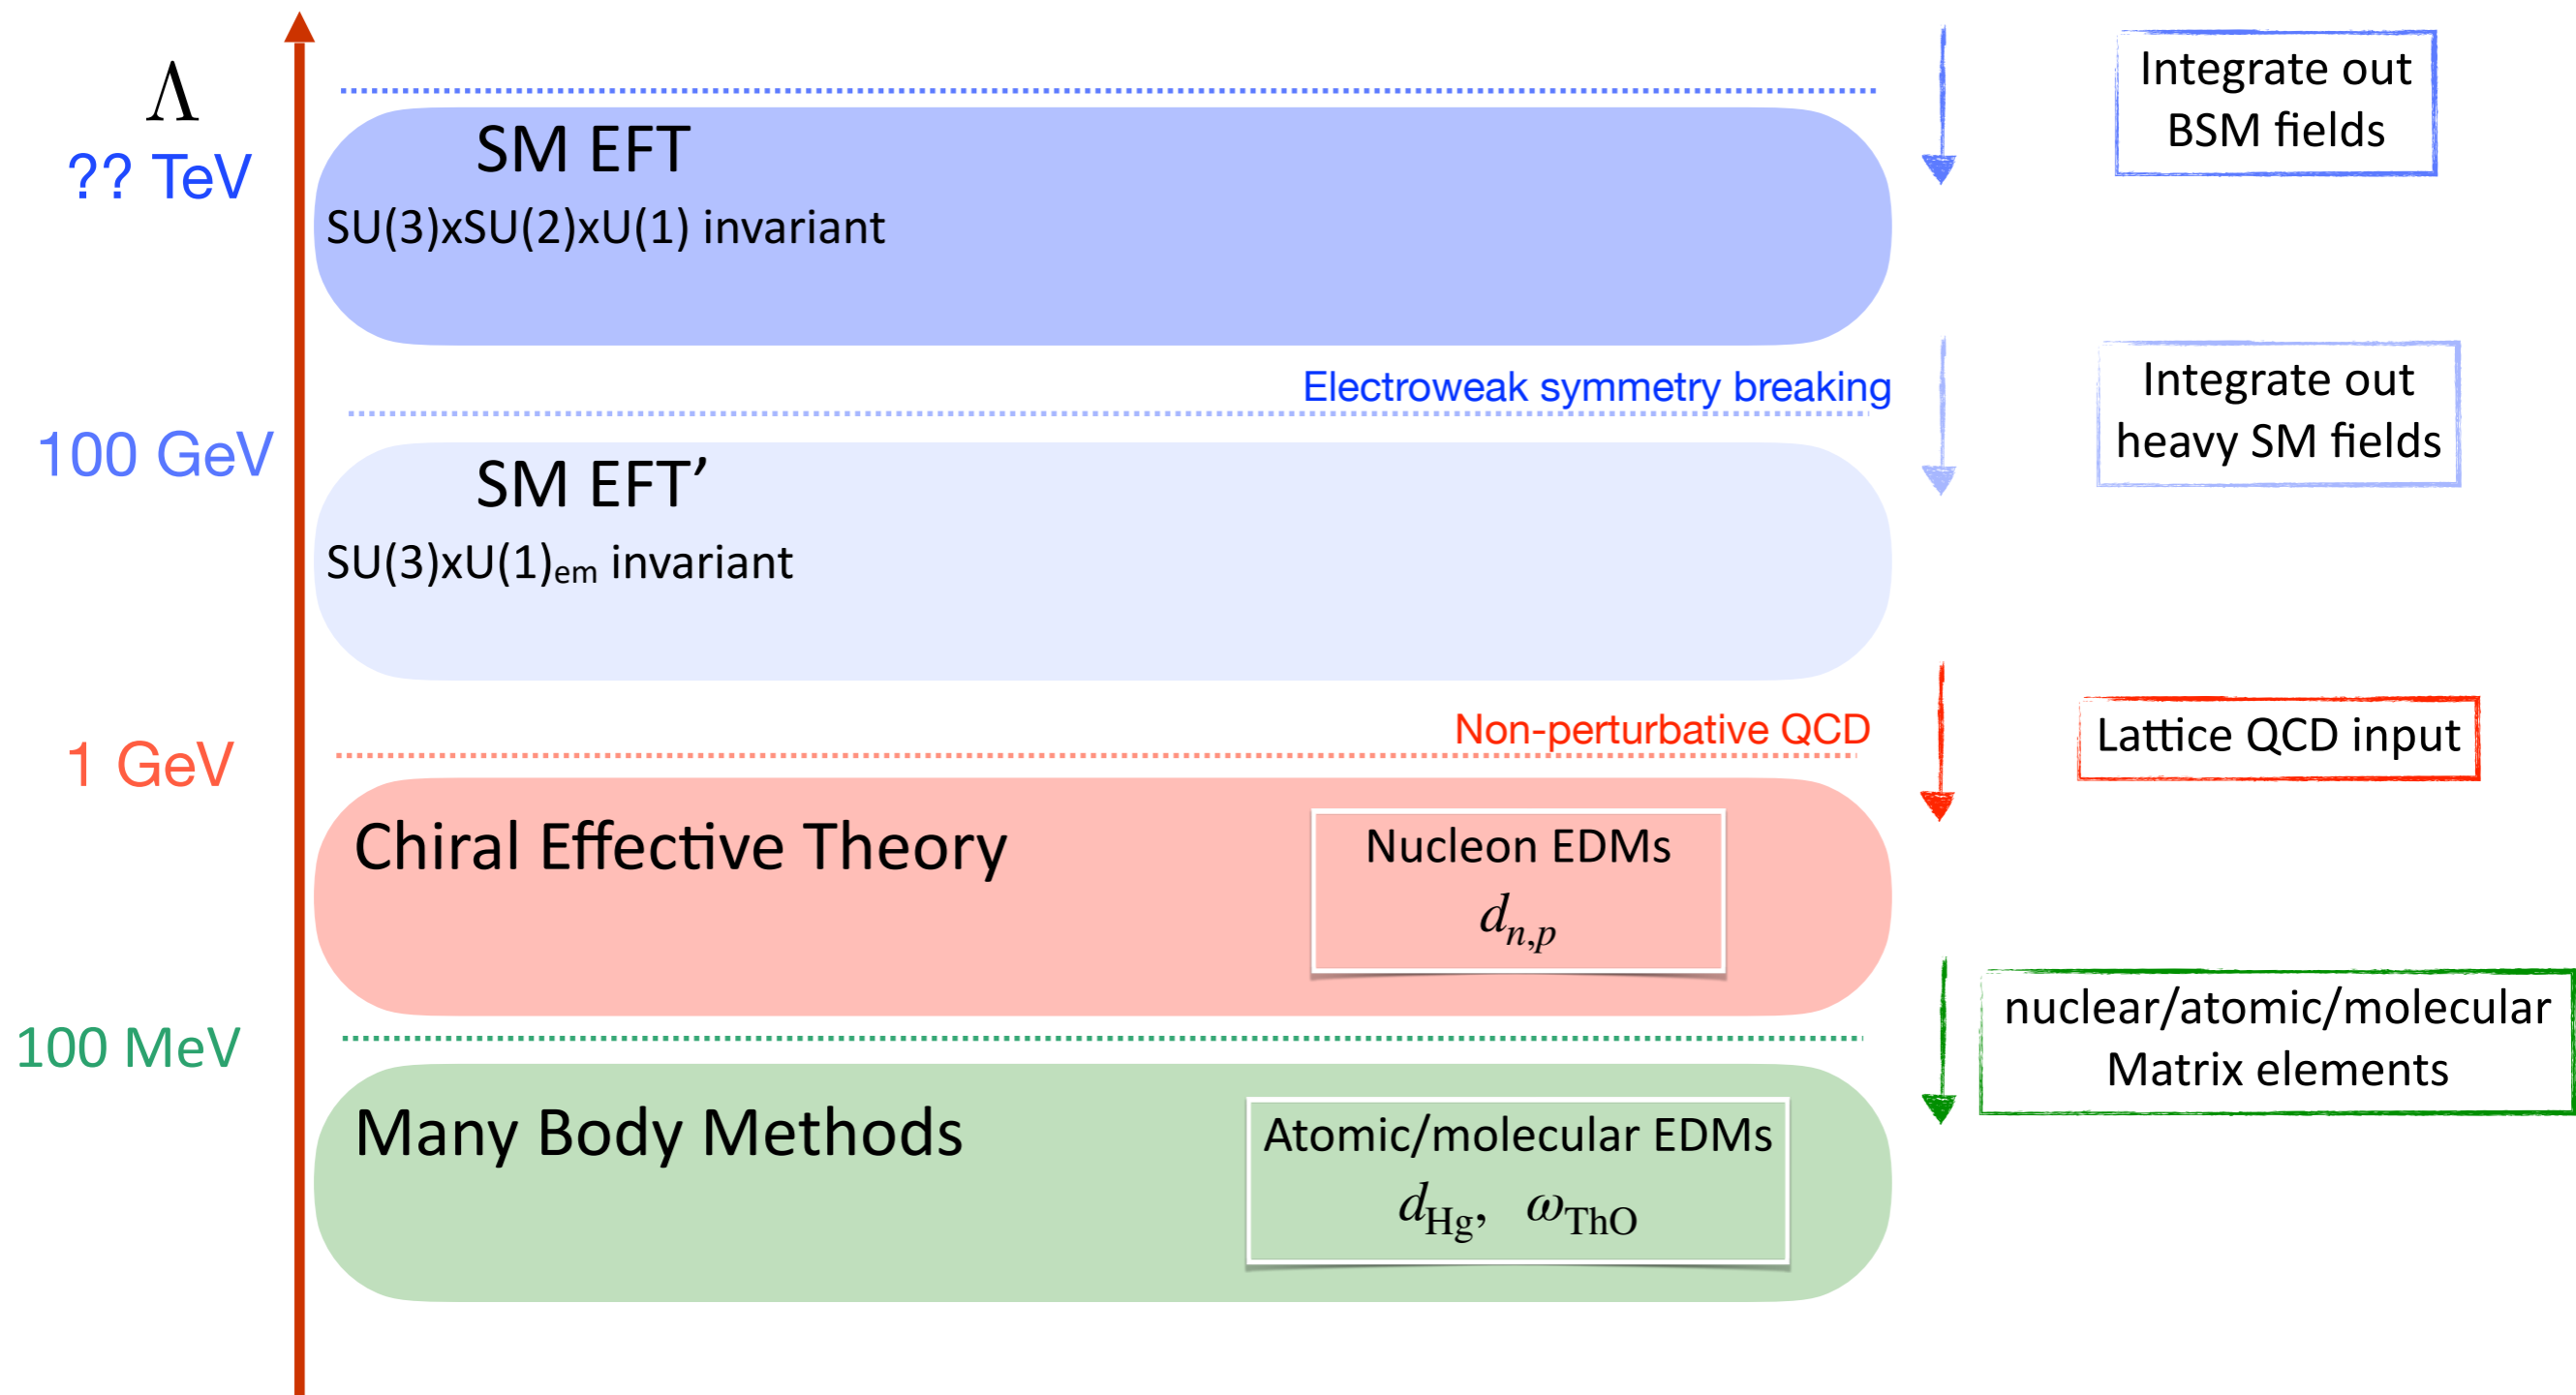 Λ
?? TeV
SM EFT
SU(3)xSU(2)xU(1) invariant
Integrate out
BSM fields
Electroweak symmetry breaking
100 GeV
SM EFT’
SU(3)xU(1)em invariant
Integrate out
heavy SM fields
Non-perturbative QCD
1 GeV
Lattice QCD input
Chiral Effective Theory
Nucleon EDMs
dn,p
100 MeV
nuclear/atomic/molecular
Matrix elements
Many Body Methods
Atomic/molecular EDMs
dHg, ωThO